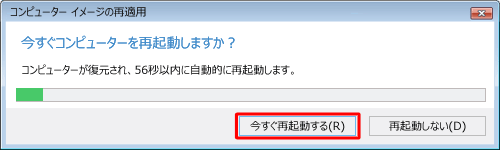 コンピューター イメージの再適用
今すぐコンピューターを再起動しますか？
コンピューターが復元され、56秒以内に自動的に再起動します。
今すぐ再起動する(R)
再起動しない(D)